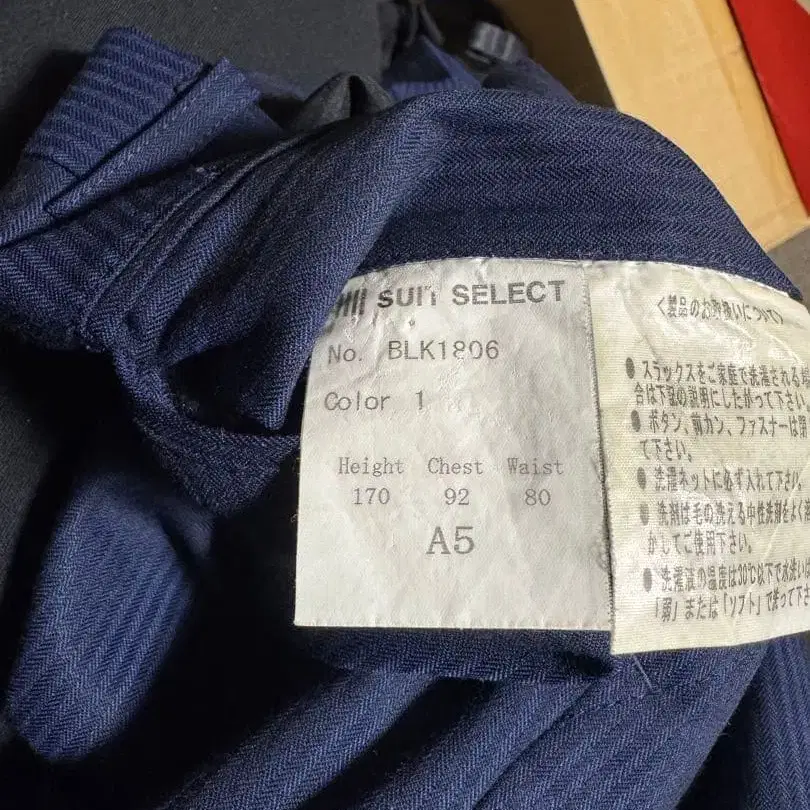 SUIT SELECT
No. BLK1806
Color 1
Height Chest Waist
170 92 80
A5
<製品のお取扱いについて>
● スラックスをご家庭で洗濯される
合は下記の説明にしたがって下さい
● ボタン、前カン、ファスナーは閉
て下さい。
● 洗濯ネットに必ず入れて下さい。
● 洗剤は毛の洗える中性洗剤をよく
かしてご使用下さい。
● 洗濯液の温度は30℃以下で水洗いは
「弱」または「ソフト」で洗って下さ